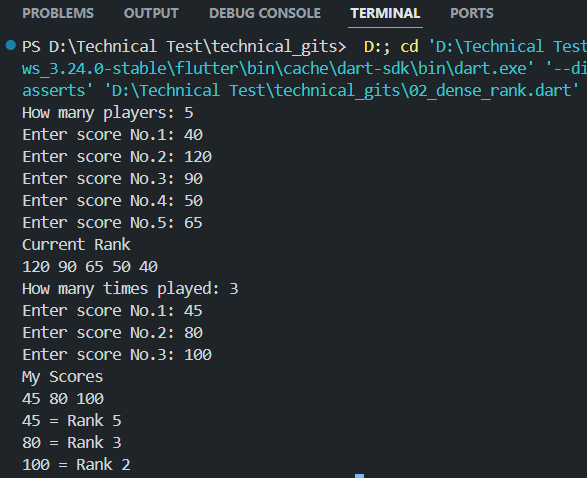 PROBLEMS OUTPUT DEBUG CONSOLE TERMINAL PORTS
PS D:\Technical Test\technical_gits>  D:; cd 'D:\Technical Test
ws_3.24.0-stable\flutter\bin\cache\dart-sdk\bin\dart.exe' '--di
asserts' 'D:\Technical Test\technical_gits\02_dense_rank.dart'
How many players: 5
Enter score No.1: 40
Enter score No.2: 120
Enter score No.3: 90
Enter score No.4: 50
Enter score No.5: 65
Current Rank
120 90 65 50 40
How many times played: 3
Enter score No.1: 45
Enter score No.2: 80
Enter score No.3: 100
My Scores
45 80 100
45 = Rank 5
80 = Rank 3
100 = Rank 2